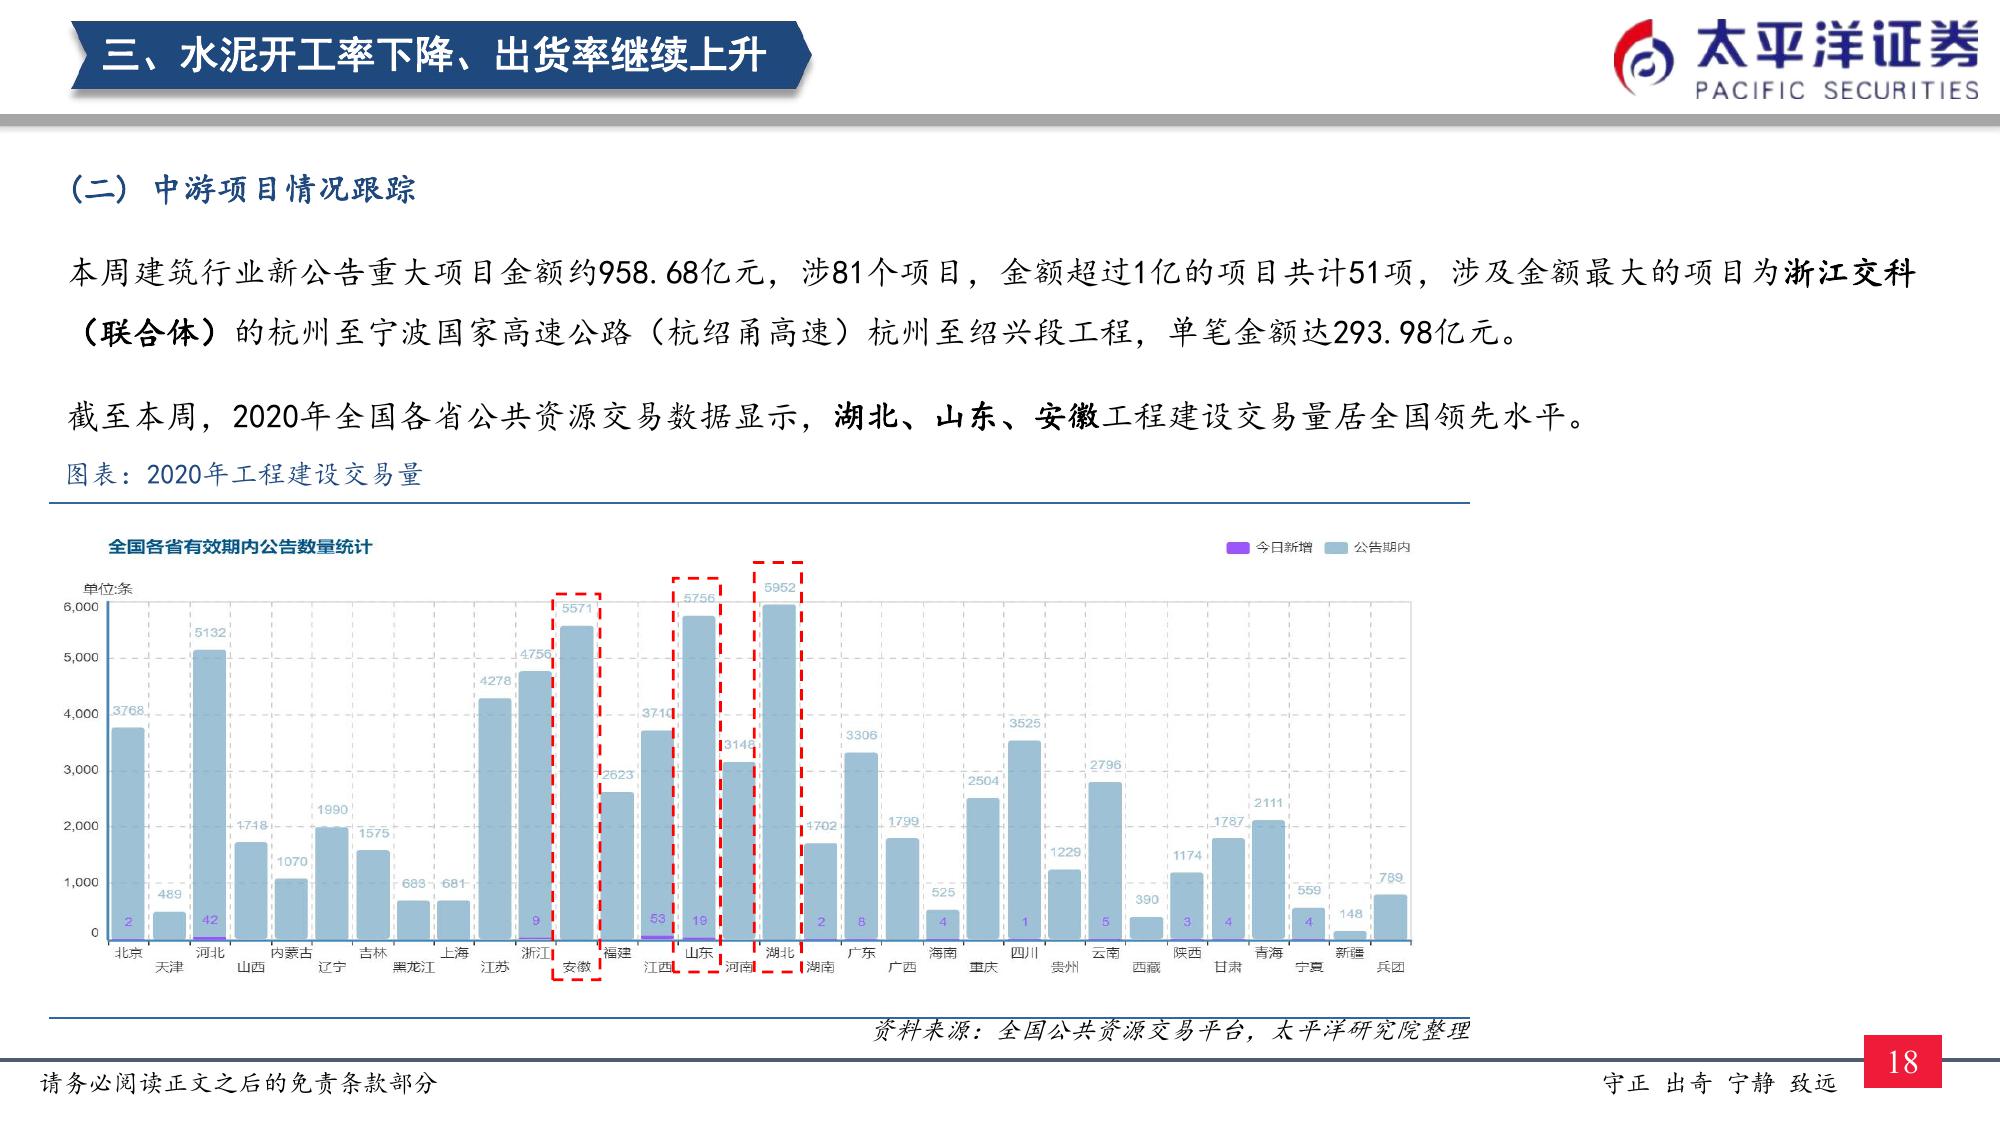 三、水泥开工率下降、出货率继续上升
太平洋证券
PACIFIC SECURITIES
(二) 中游项目情况跟踪
本周建筑行业新公告重大项目金额约958.68亿元，涉81个项目，金额超过1亿的项目共计51项，涉及金额最大的项目为浙江交科
（联合体）的杭州至宁波国家高速公路（杭绍甬高速）杭州至绍兴段工程，单笔金额达293.98亿元。
截至本周，2020年全国各省公共资源交易数据显示，湖北、山东、安徽工程建设交易量居全国领先水平。
图表：2020年工程建设交易量
全国各省有效期内公告数量统计
今日新增 公告期内
单位:条
6,000
5,000
4,000
3,000
2,000
1,000
0
3768 489 5132 1718 1070 1990 1575 683 681 4278 4756 5571 2623 3710 5756 3148 5952 1702 3306 1799 525 2504 3525 1229 2796 390 1174 1787 2111 559 148 789
2 42 9 53 19 2 8 4 1 5 3 4 4
北京 天津 河北 山西 内蒙古 辽宁 吉林 黑龙江 上海 江苏 浙江 安徽 福建 江西 山东 河南 湖北 湖南 广东 广西 海南 重庆 四川 贵州 云南 西藏 陕西 甘肃 青海 宁夏 新疆 兵团
资料来源：全国公共资源交易平台，太平洋研究院整理
请务必阅读正文之后的免责条款部分
守正 出奇 宁静 致远
18